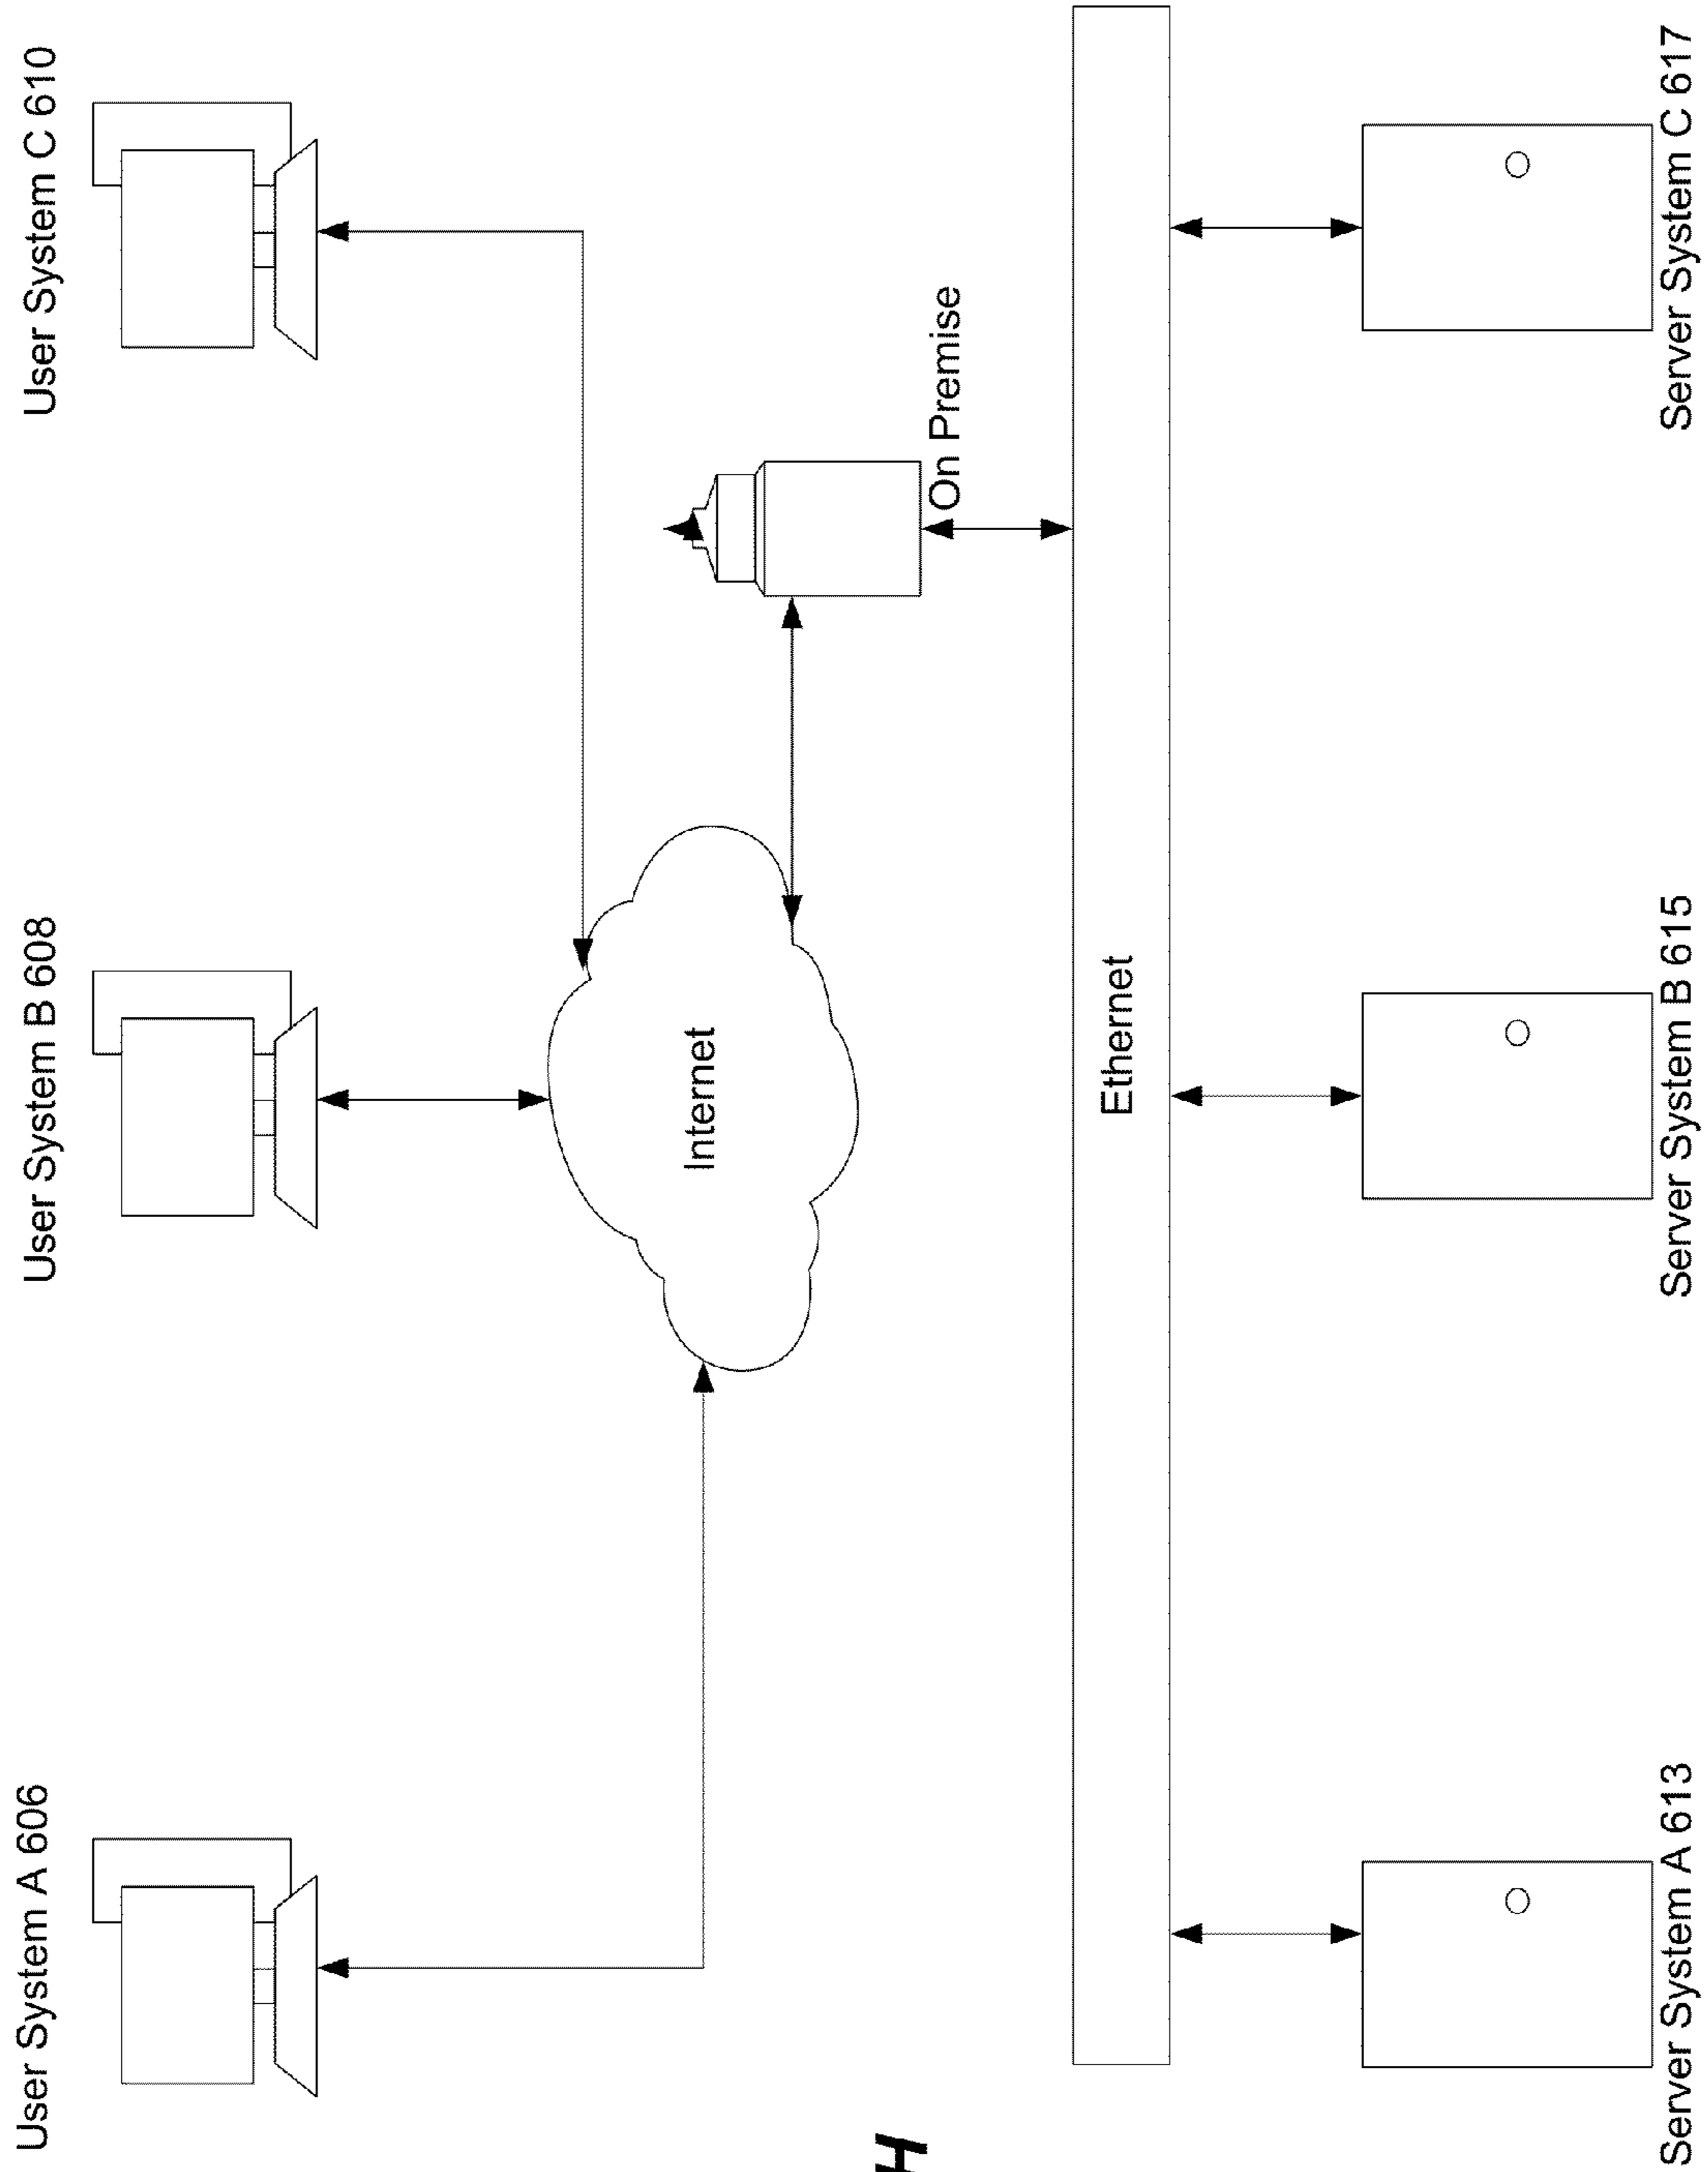 User System A 606
User System B 608
User System C 610
Internet
On Premise
Ethernet
Server System A 613
Server System B 615
Server System C 617
H